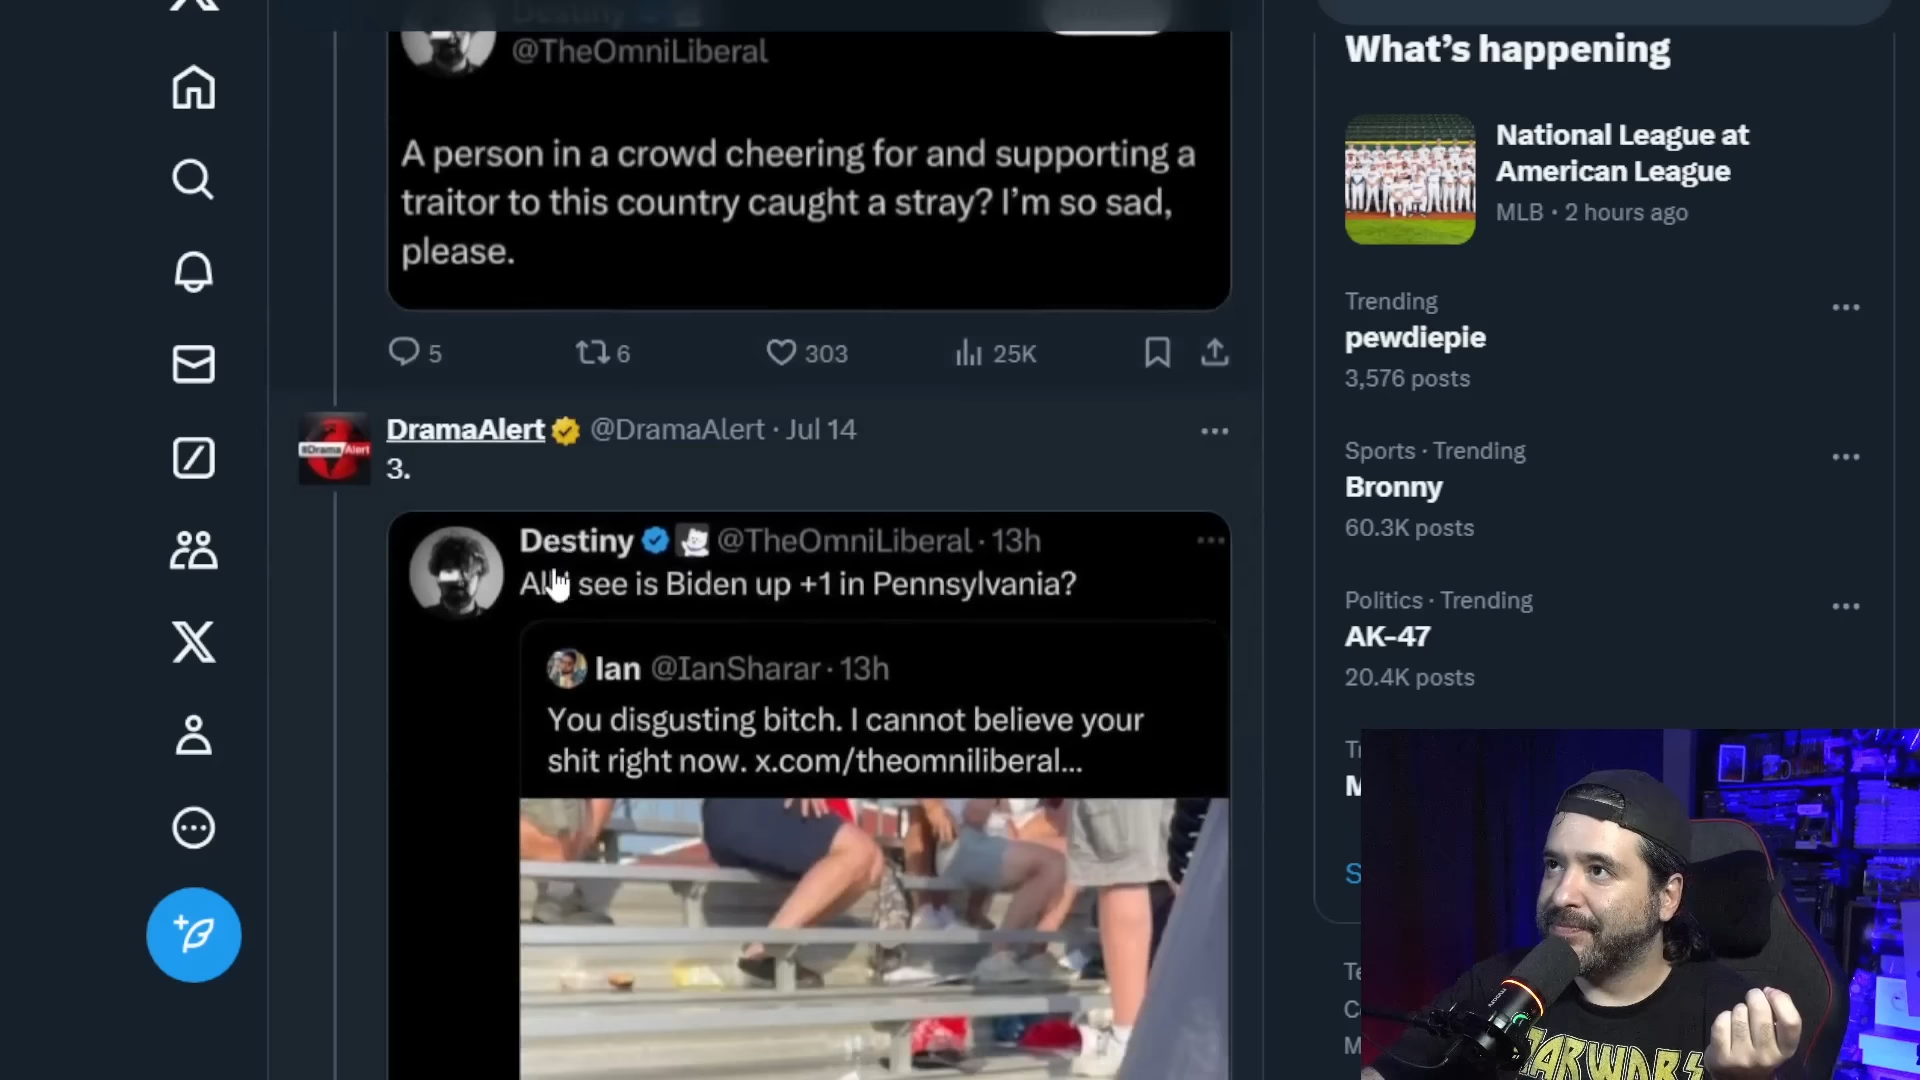 Destiny
@TheOmniLiberal
A person in a crowd cheering for and supporting a
traitor to this country caught a stray? I'm so sad,
please.
5
6
303
25K
DramaAlert @DramaAlert · Jul 14
3.
#DramaAlert
Destiny @TheOmniLiberal · 13h
All see is Biden up +1 in Pennsylvania?
Ian @IanSharar · 13h
You disgusting bitch. I cannot believe your
shit right now. x.com/theomniliberal...
What's happening
National League at
American League
MLB · 2 hours ago
Trending
pewdiepie
3,576 posts
Sports · Trending
Bronny
60.3K posts
Politics · Trending
AK-47
20.4K posts